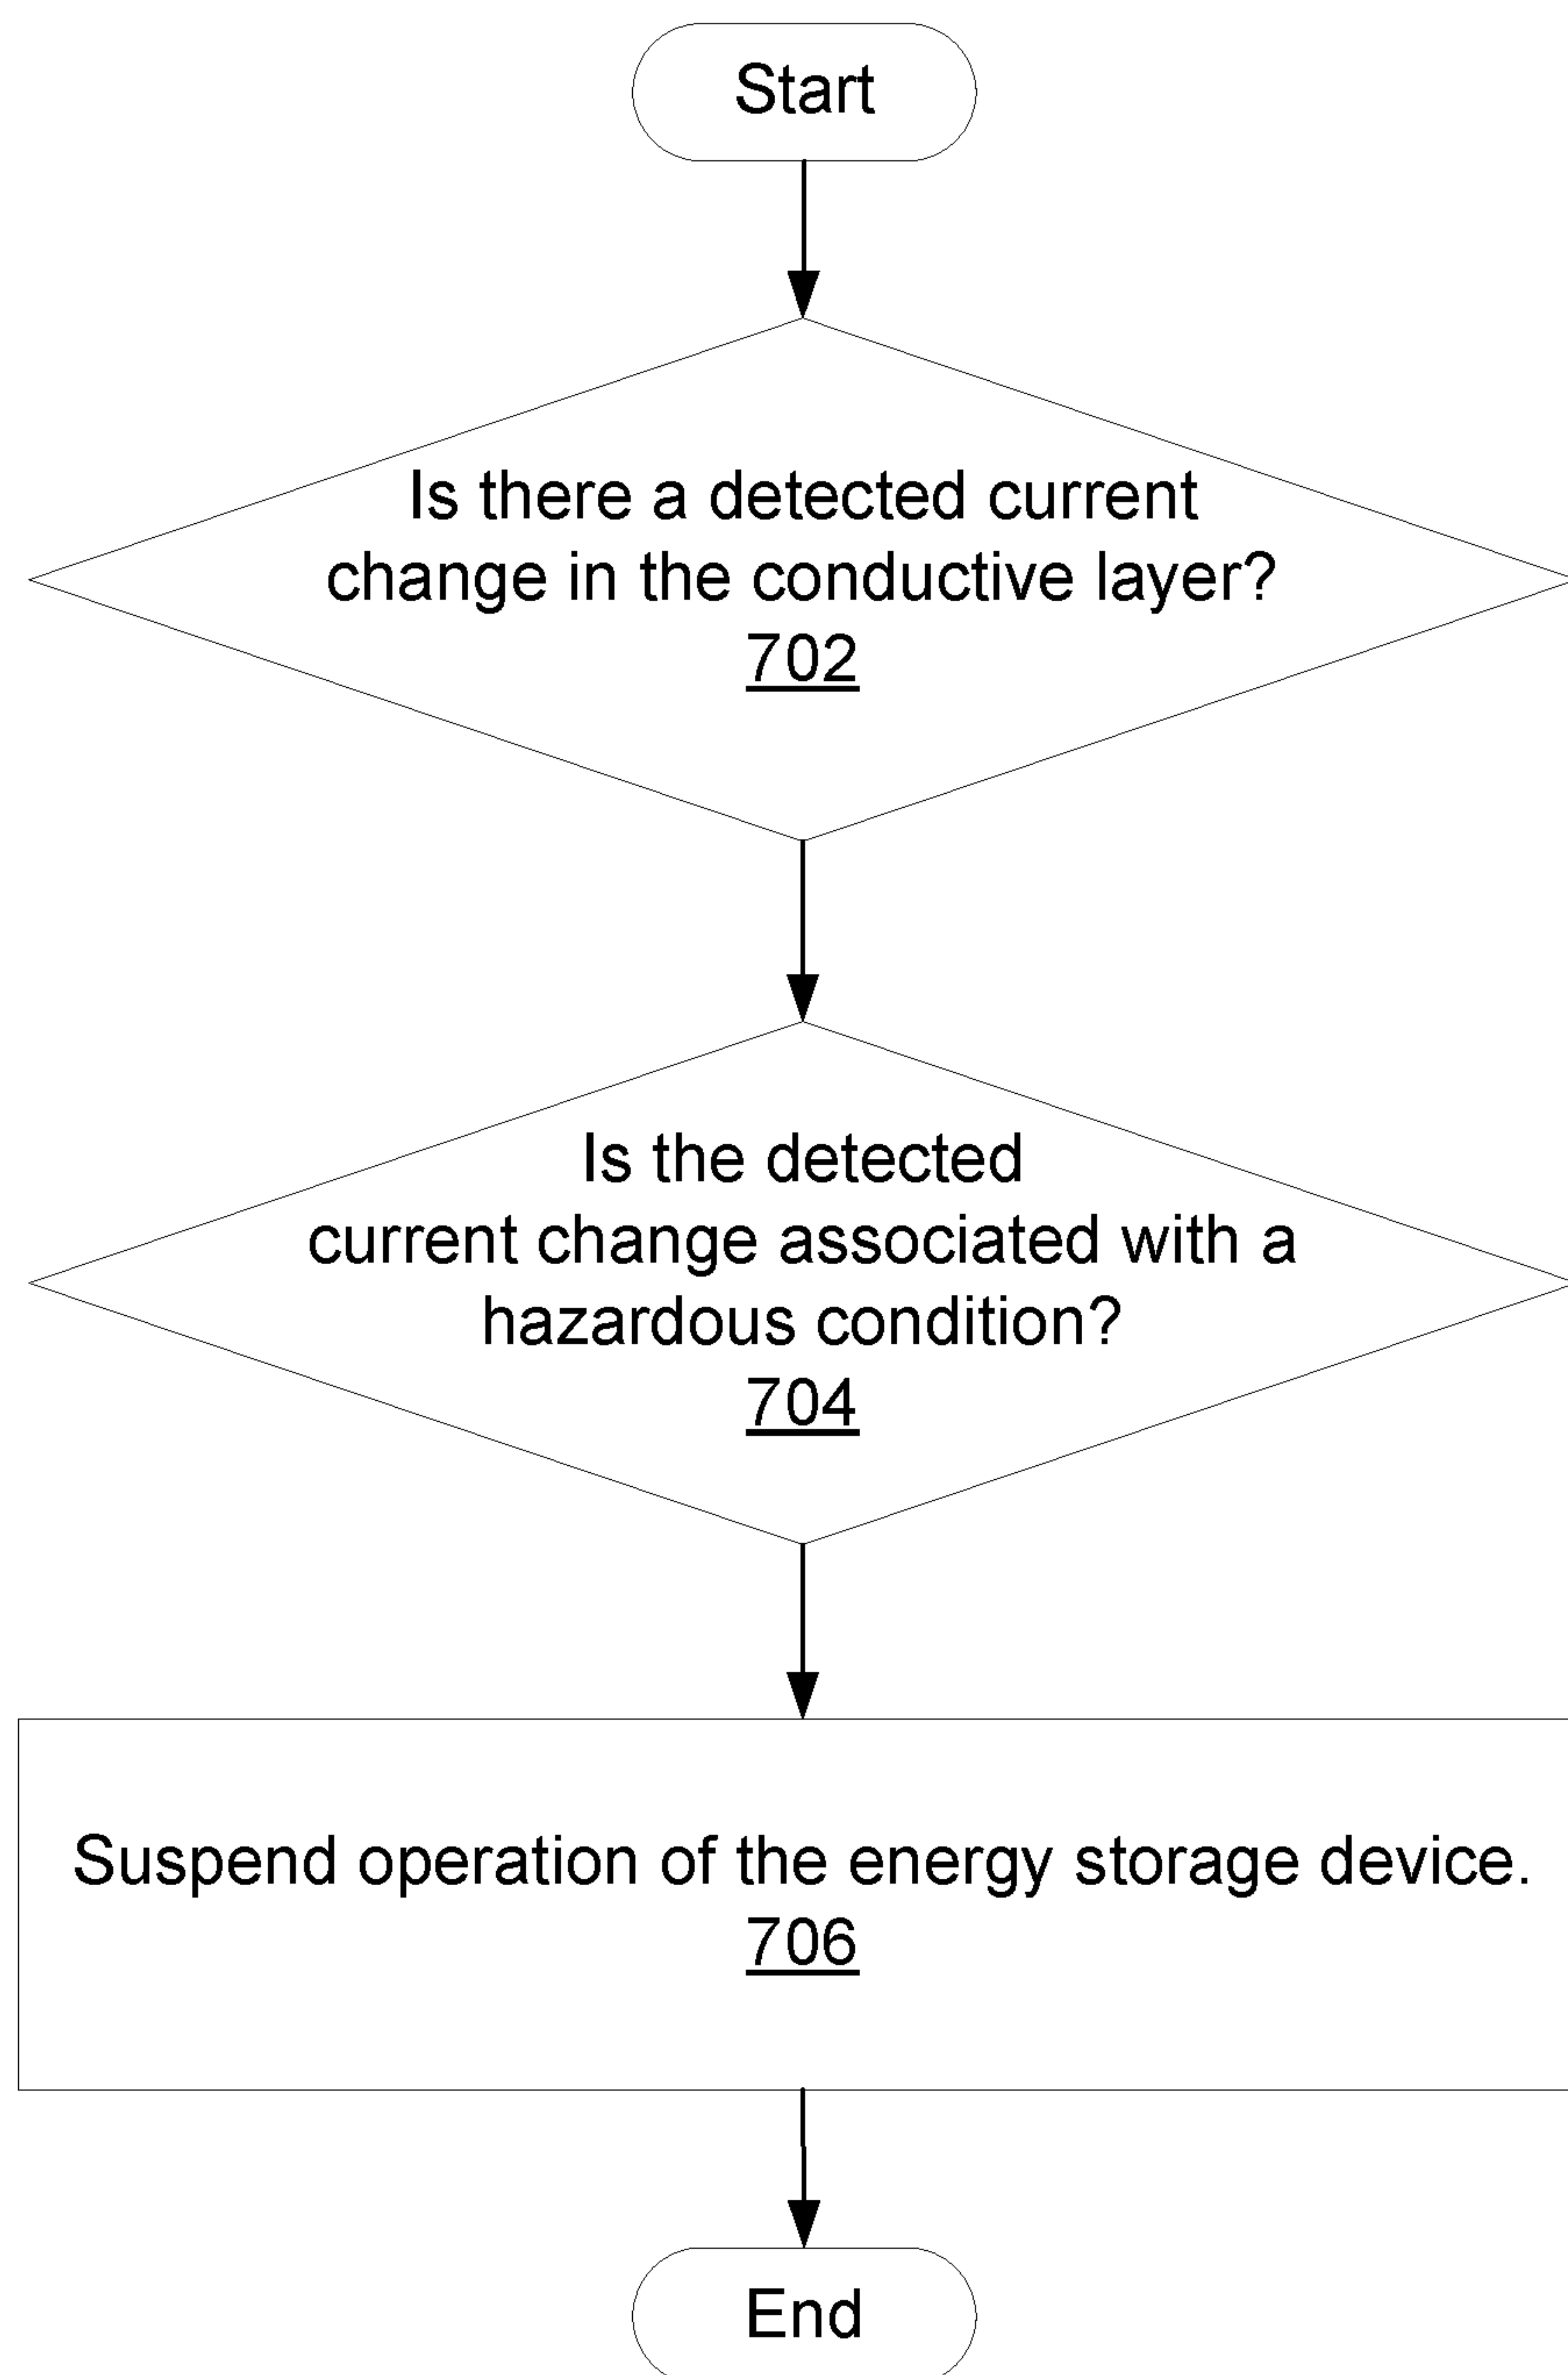 Start
Is there a detected current
change in the conductive layer?
702
Is the detected
current change associated with a
hazardous condition?
704
Suspend operation of the energy storage device.
706
End